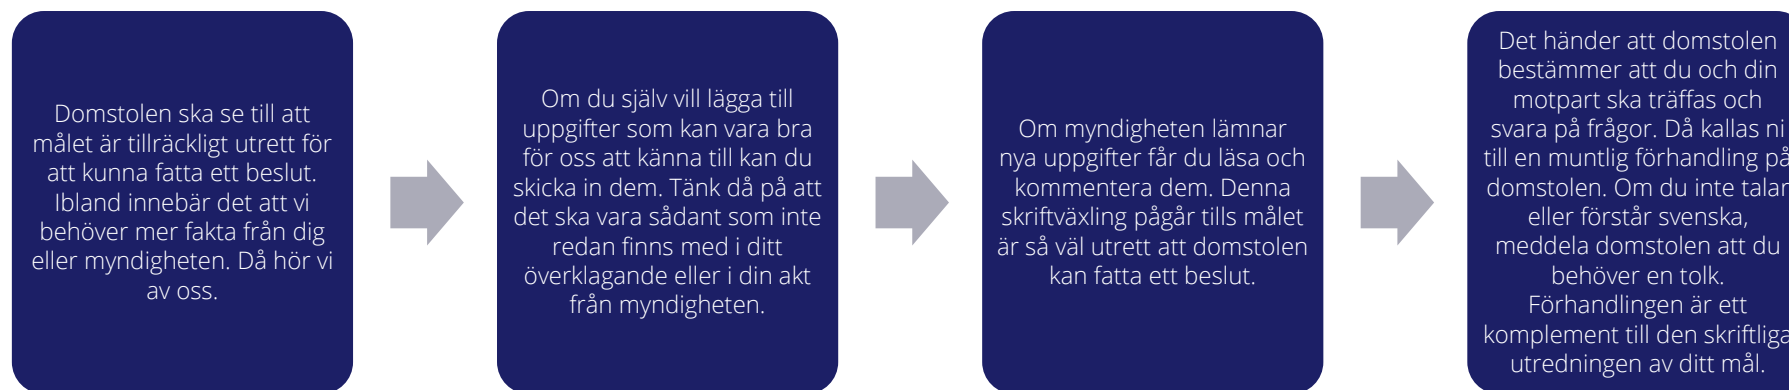 Domstolen ska se till att
målet är tillräckligt utrett för
att kunna fatta ett beslut.
Ibland innebär det att vi
behöver mer fakta från dig
eller myndigheten. Då hör vi
av oss.
Om du själv vill lägga till
uppgifter som kan vara bra
för oss att känna till kan du
skicka in dem. Tänk då på att
det ska vara sådant som inte
redan finns med i ditt
överklagande eller i din akt
från myndigheten.
Om myndigheten lämnar
nya uppgifter får du läsa och
kommentera dem. Denna
skriftväxling pågår tills målet
är så väl utrett att domstolen
kan fatta ett beslut.
Det händer att domstolen
bestämmer att du och din
motpart ska träffas och
svara på frågor. Då kallas ni
till en muntlig förhandling på
domstolen. Om du inte talar
eller förstår svenska,
meddela domstolen att du
behöver en tolk.
Förhandlingen är ett
komplement till den skriftliga
utredningen av ditt mål.